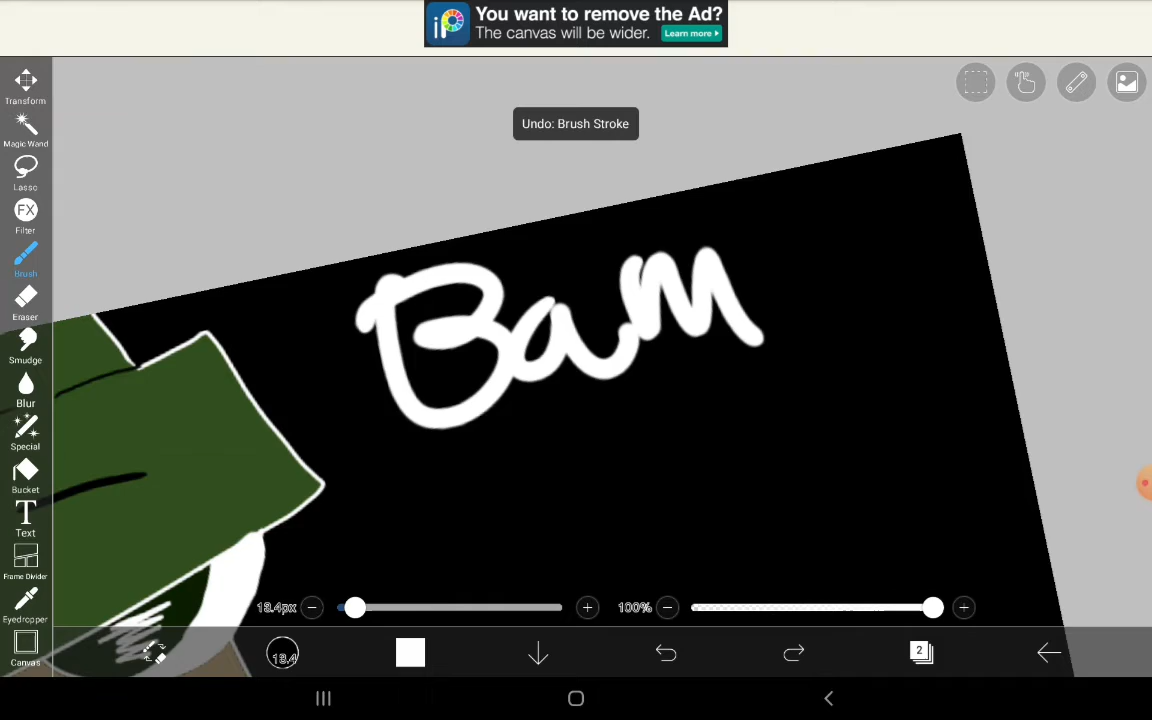 You want to remove the Ad?
The canvas will be wider. Learn more
Undo: Brush Stroke
Transform
Magic Wand
Lasso
FX
Filter
Brush
Eraser
Smudge
Blur
Special
Bucket
T
Text
Frame Divider
Eyedropper
Canvas
Bam
13.4px
100%
13.4
2